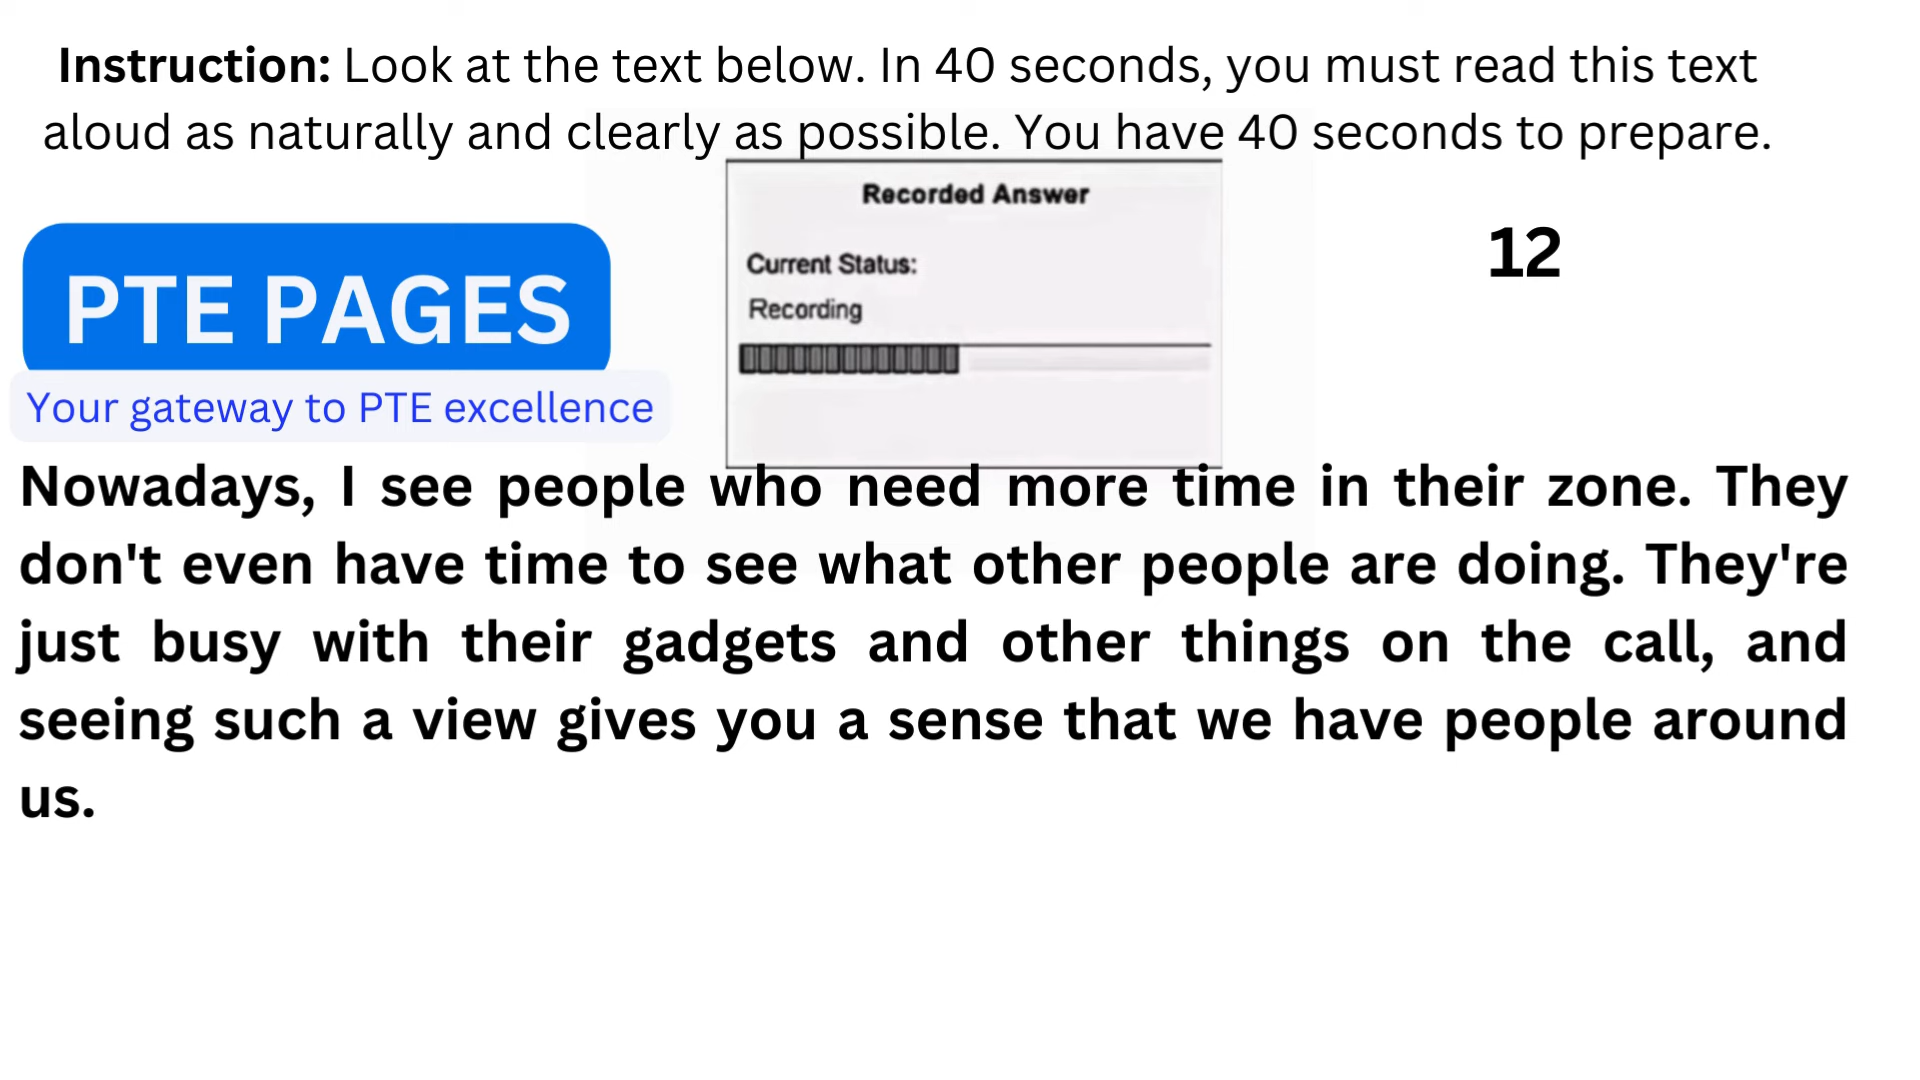 Instruction: Look at the text below. In 40 seconds, you must read this text
aloud as naturally and clearly as possible. You have 40 seconds to prepare.
Recorded Answer
12
PTE PAGES
Current Status:
Recording
Your gateway to PTE excellence
Nowadays, I see people who need more time in their zone. They
don't even have time to see what other people are doing. They're
just busy with their gadgets and other things on the call, and
seeing such a view gives you a sense that we have people around
us.